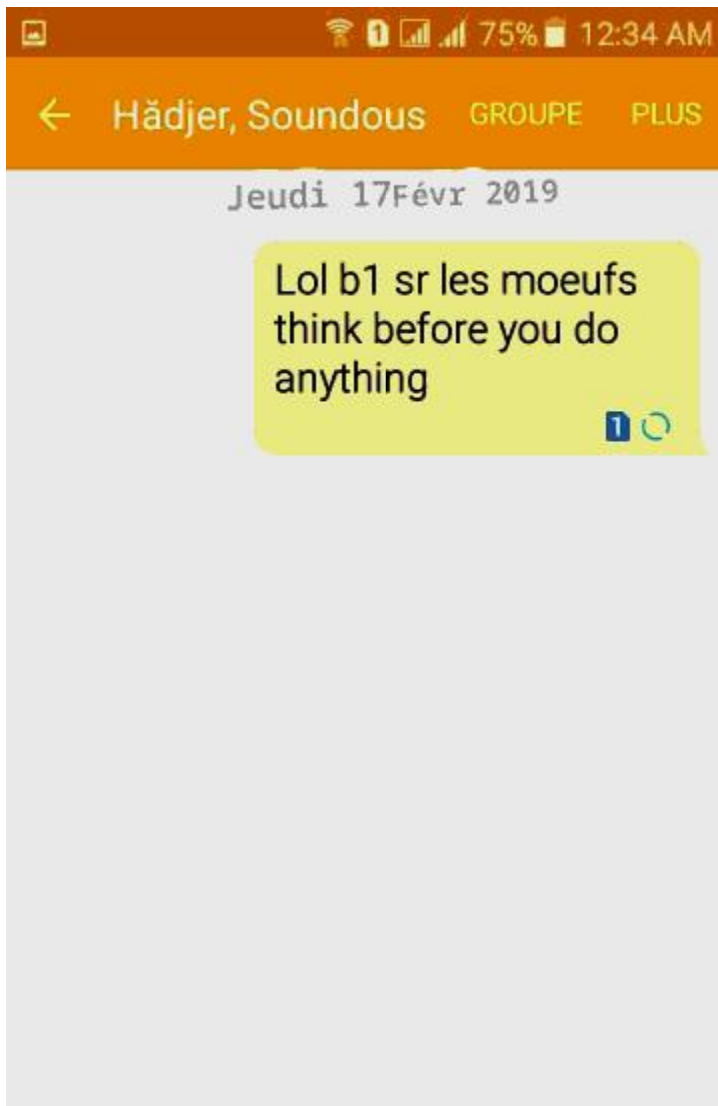 75% 12:34 AM
Hădjer, Soundous GROUPE PLUS
Jeudi 17Févr 2019
Lol b1 sr les moeufs
think before you do
anything
1